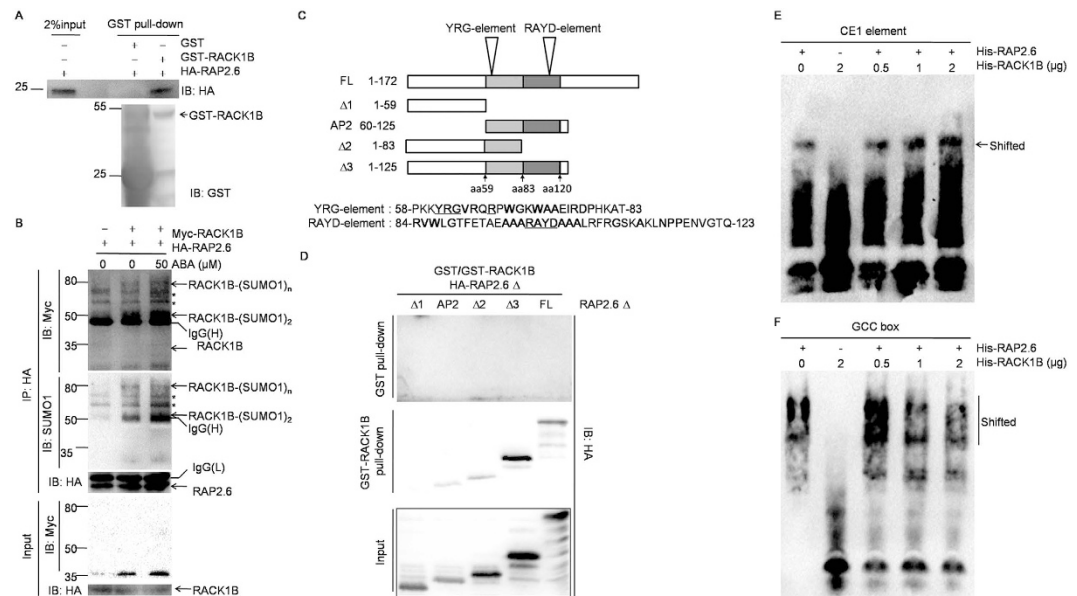 A
2%input
GST pull-down
– + – GST
– – + GST-RACK1B
+ + + HA-RAP2.6
25
IB: HA
55
GST-RACK1B
25
IB: GST
B
– + + Myc-RACK1B
+ + + HA-RAP2.6
0 0 50 ABA (μM)
IP: HA
IB: Myc
80
RACK1B-(SUMO1)n
*
*
50
RACK1B-(SUMO1)2
IgG(H)
35
RACK1B
IB: SUMO1
80
RACK1B-(SUMO1)n
*
*
50
RACK1B-(SUMO1)2
IgG(H)
35
IgG(L)
IB: HA
RAP2.6
Input
IB: Myc
80
50
35
IB: HA
RACK1B
C
YRG-element RAYD-element
FL 1-172
Δ1 1-59
AP2 60-125
Δ2 1-83
Δ3 1-125
aa59 aa83 aa120
YRG-element : 58-PKKYRGVRQRPWGKWAAEIRDPHKAT-83
RAYD-element: 84-RVWLGTFETAEAAARAYDAAALRFRGSKAKLNPPENVGTQ-123
D
GST/GST-RACK1B
HA-RAP2.6 Δ
Δ1 AP2 Δ2 Δ3 FL RAP2.6 Δ
GST pull-down
GST-RACK1B
pull-down
Input
IB: HA
E
CE1 element
+ - + + + His-RAP2.6
0 2 0.5 1 2 His-RACK1B (μg)
Shifted
F
GCC box
+ - + + + His-RAP2.6
0 2 0.5 1 2 His-RACK1B (μg)
Shifted